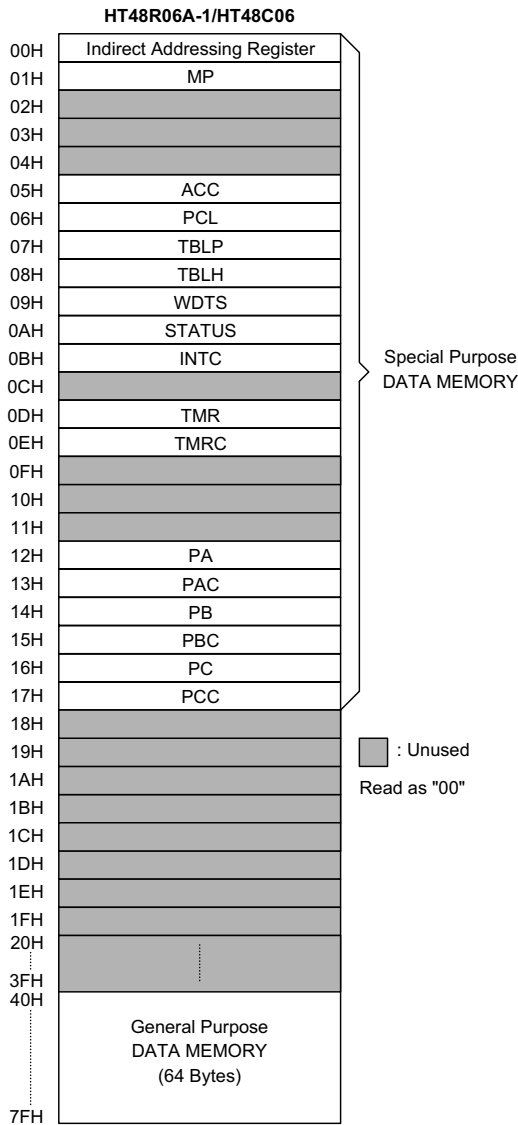 HT48R06A-1/HT48C06
00H Indirect Addressing Register
01H MP
02H
03H
04H
05H ACC
06H PCL
07H TBLP
08H TBLH
09H WDTS
0AH STATUS
0BH INTC
Special Purpose
DATA MEMORY
0CH
0DH TMR
0EH TMRC
0FH
10H
11H
12H PA
13H PAC
14H PB
15H PBC
16H PC
17H PCC
18H
19H
: Unused
1AH
Read as "00"
1BH
1CH
1DH
1EH
1FH
20H
3FH
40H
General Purpose
DATA MEMORY
(64 Bytes)
7FH